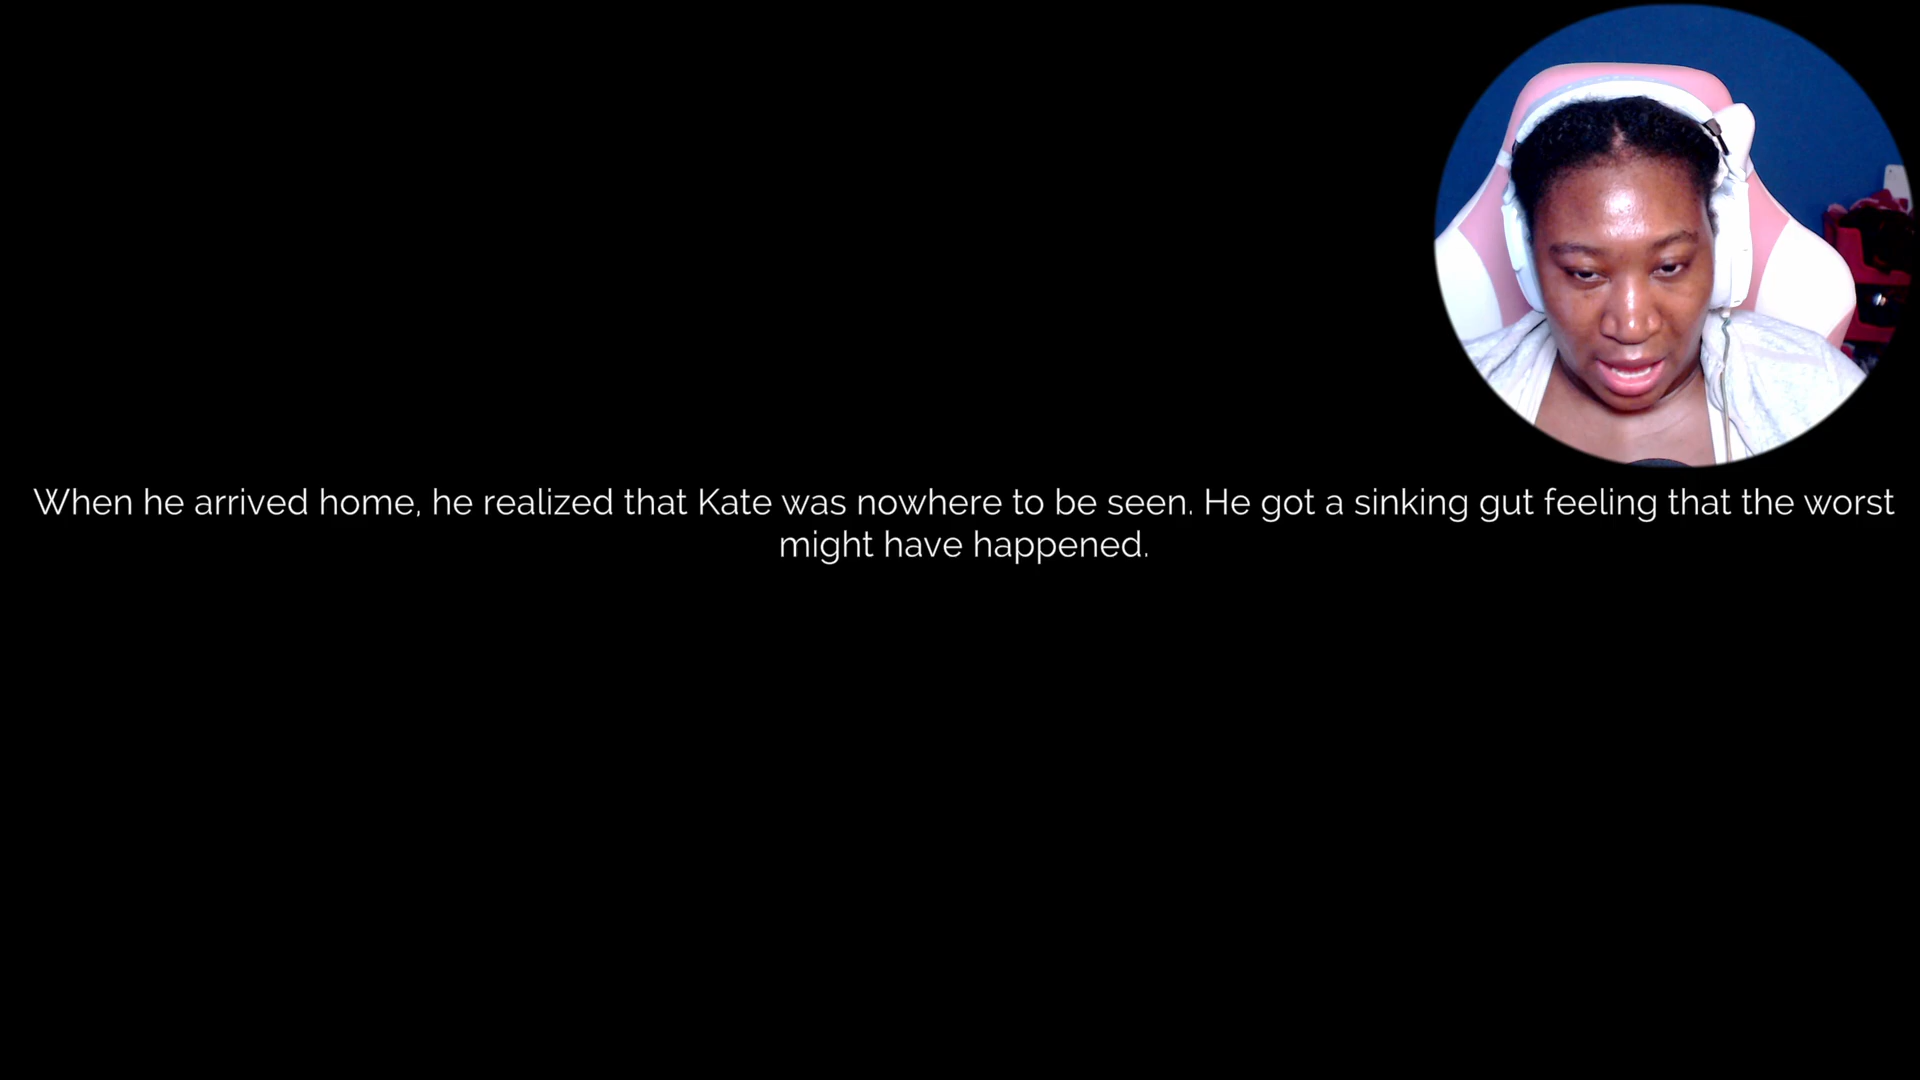 When he arrived home, he realized that Kate was nowhere to be seen. He got a sinking gut feeling that the worst
might have happened.